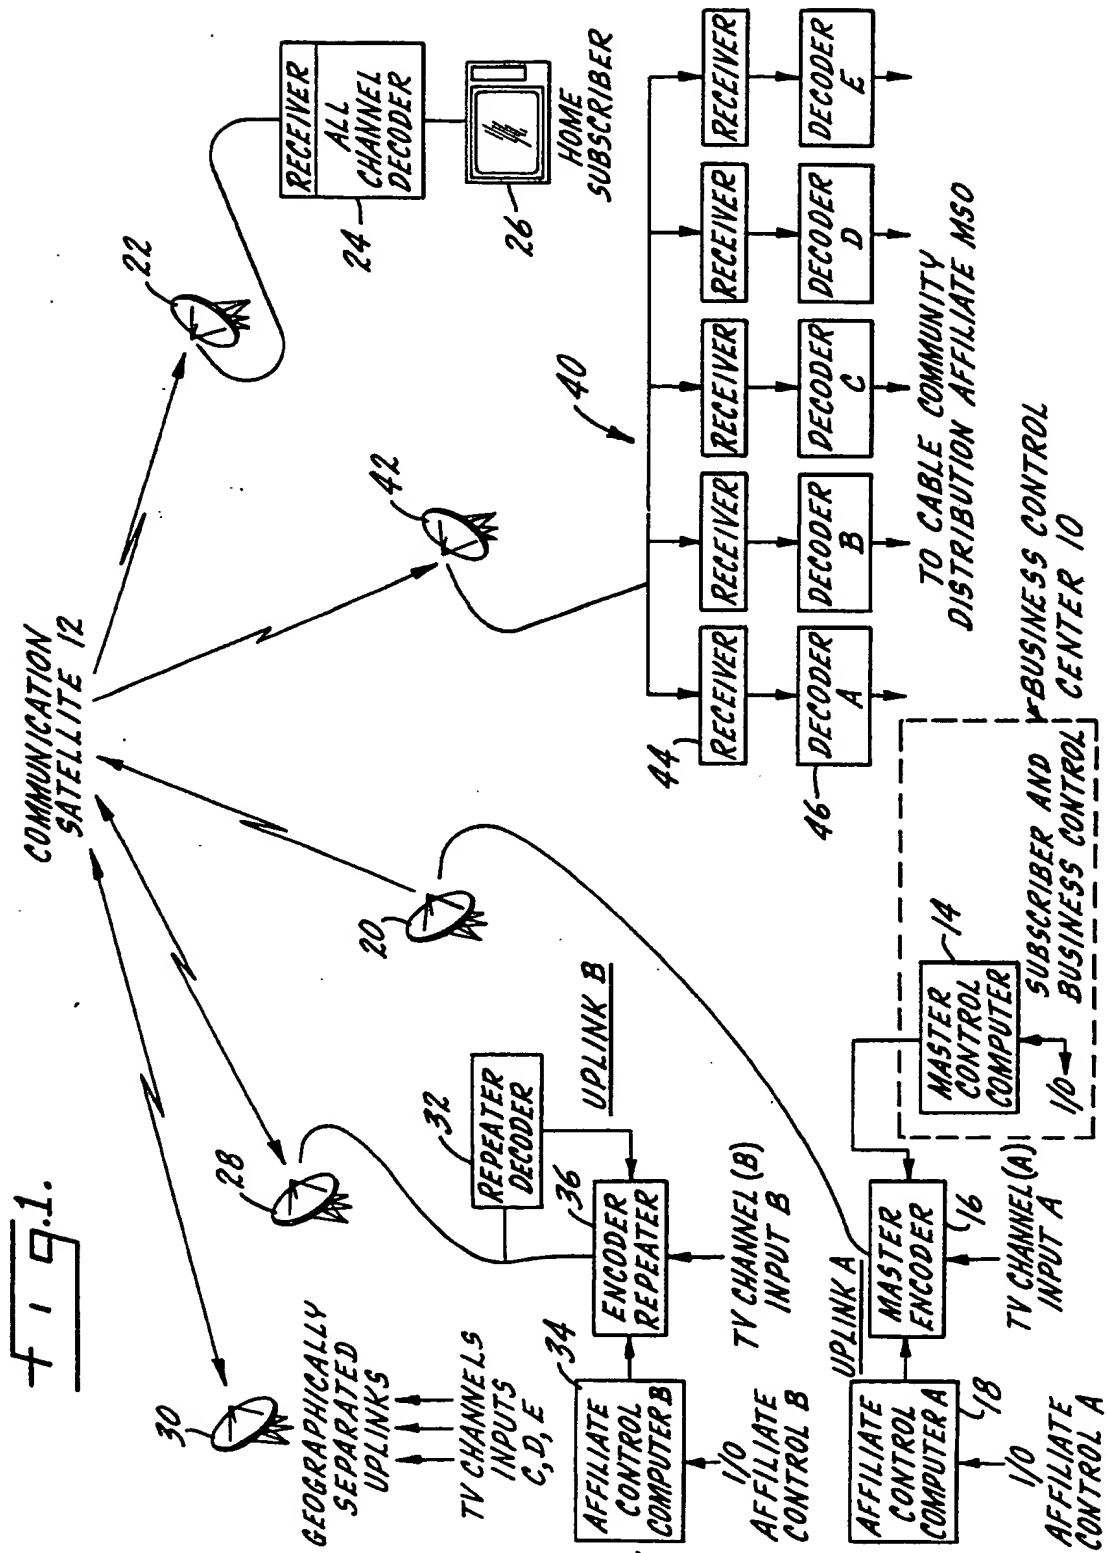 Fig.1.
COMMUNICATION
SATELLITE 12
30
28
20
42
22
GEOGRAPHICALLY
SEPARATED
UPLINKS
TV CHANNELS
INPUTS
C, D, E
32
REPEATER
DECODER
UPLINK B
34
36
AFFILIATE
CONTROL
COMPUTER B
ENCODER
REPEATER
I/O
AFFILIATE
CONTROL B
TV CHANNEL (B)
INPUT B
UPLINK A
AFFILIATE
CONTROL
COMPUTER A
18
MASTER
ENCODER
16
I/O
AFFILIATE
CONTROL A
TV CHANNEL (A)
INPUT A
MASTER
CONTROL
COMPUTER
14
I/O
SUBSCRIBER AND
BUSINESS CONTROL
BUSINESS CONTROL
CENTER 10
RECEIVER
ALL
CHANNEL
DECODER
24
26
HOME
SUBSCRIBER
40
44
RECEIVER
RECEIVER
RECEIVER
RECEIVER
RECEIVER
46
DECODER
A
DECODER
B
DECODER
C
DECODER
D
DECODER
E
TO CABLE COMMUNITY
DISTRIBUTION AFFILIATE MSO